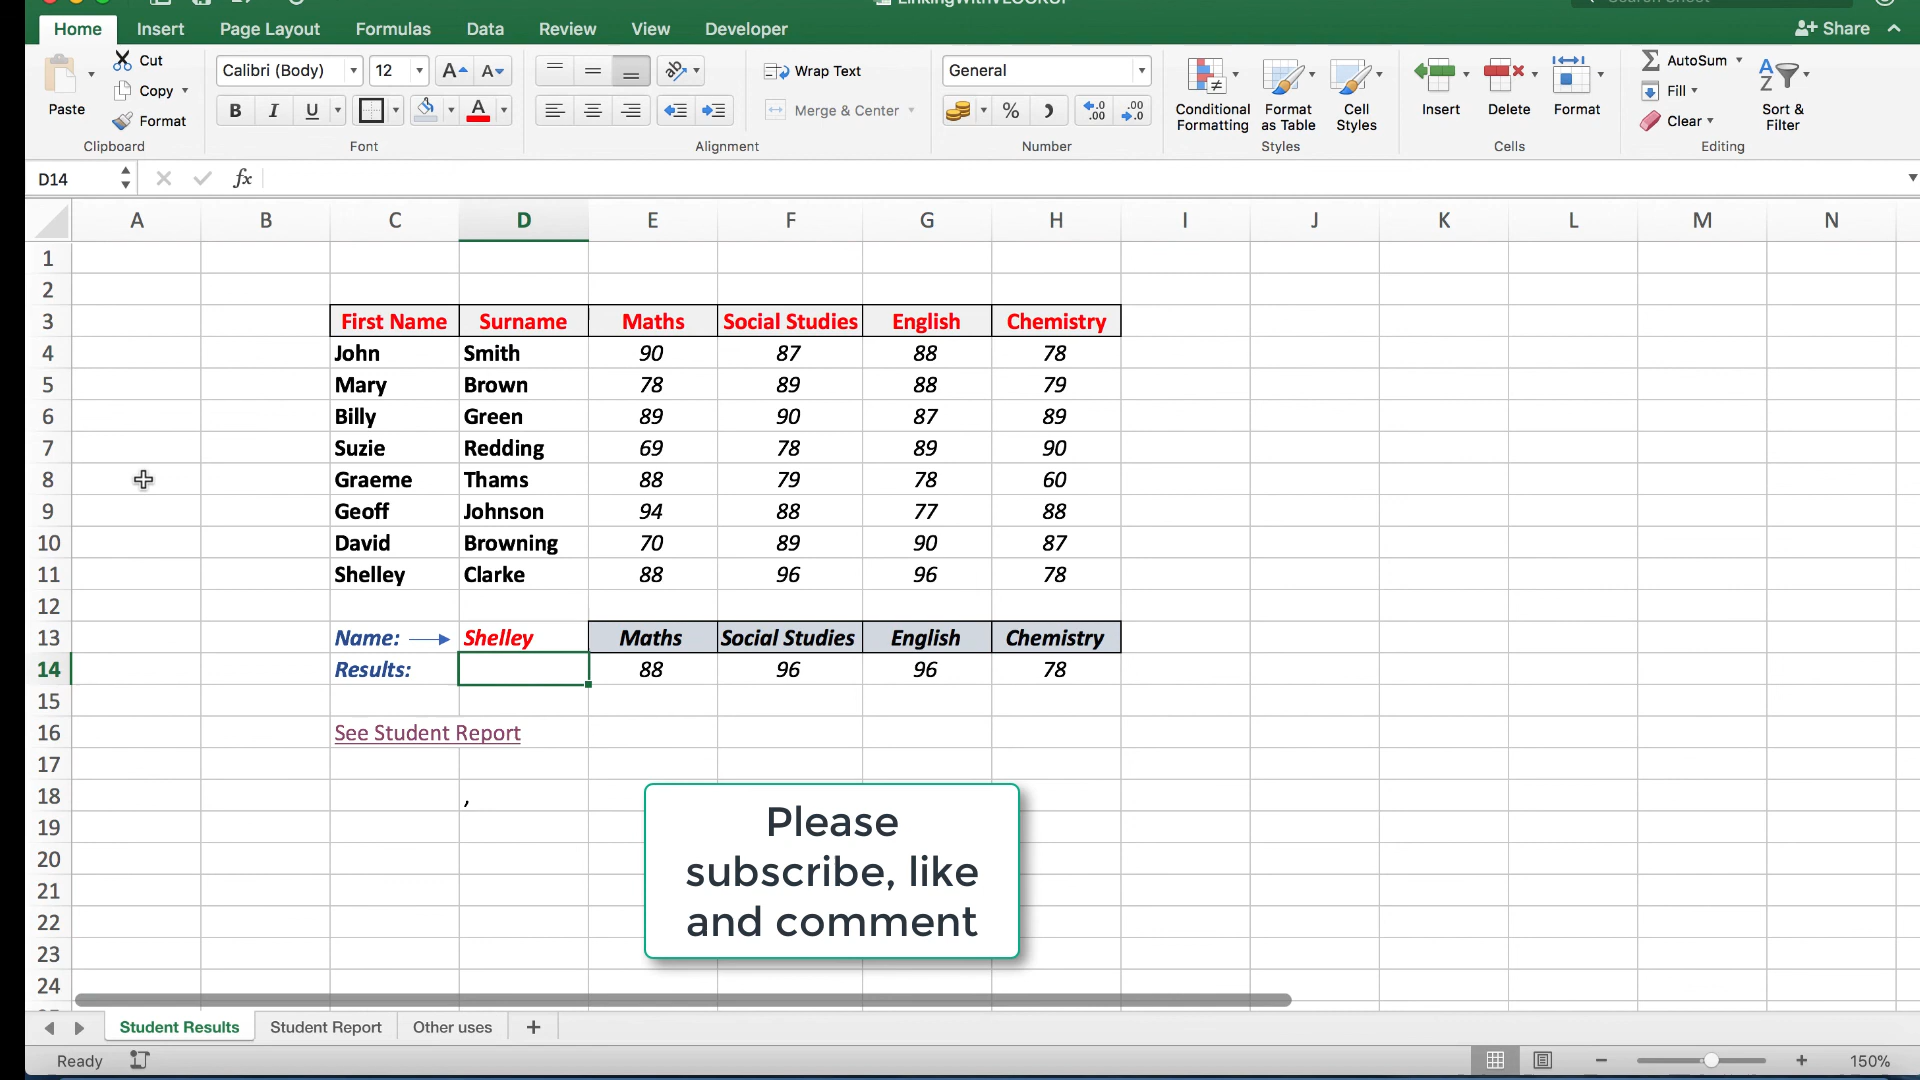 Home Insert Page Layout Formulas Data Review View Developer Share
Cut
Copy
Format
Paste
Clipboard
Calibri (Body) 12
B I U A
Font
Wrap Text
Merge & Center
Alignment
General
%
Number
Conditional Formatting
Format as Table
Cell Styles
Styles
Insert Delete Format
Cells
AutoSum
Fill
Clear
Sort & Filter
Editing
D14 fx
A B C D E F G H I J K L M N
1
2
3 First Name Surname Maths Social Studies English Chemistry
4 John Smith 90 87 88 78
5 Mary Brown 78 89 88 79
6 Billy Green 89 90 87 89
7 Suzie Redding 69 78 89 90
8 Graeme Thams 88 79 78 60
9 Geoff Johnson 94 88 77 88
10 David Browning 70 89 90 87
11 Shelley Clarke 88 96 96 78
12
13 Name: Shelley Maths Social Studies English Chemistry
14 Results: 88 96 96 78
15
16 See Student Report
17
18 ,
19
20
21
22
23
24
Please
subscribe, like
and comment
Student Results Student Report Other uses +
Ready 150%